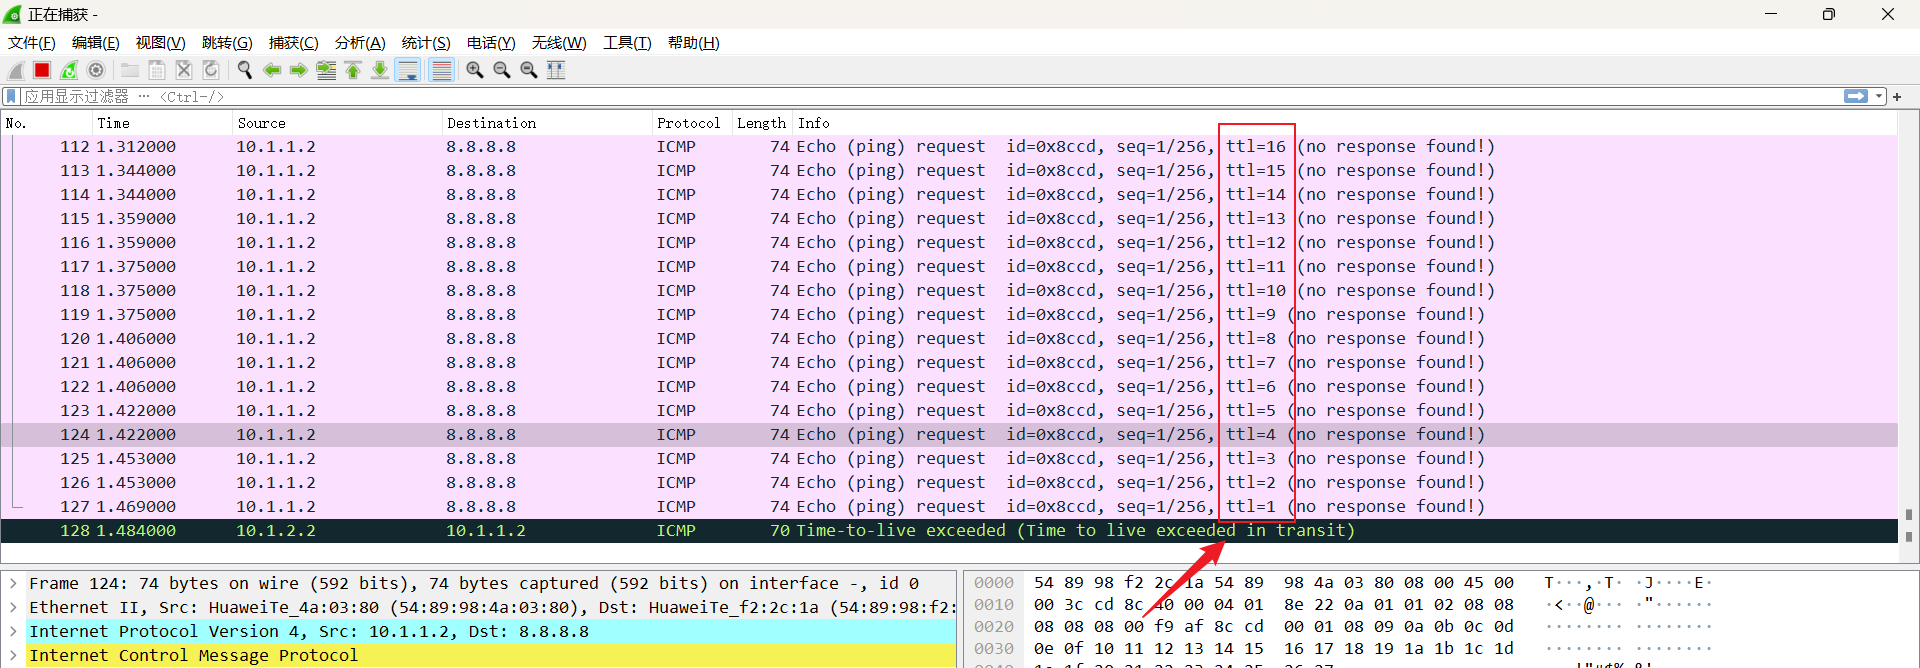 正在捕获 -
文件(F) 编辑(E) 视图(V) 跳转(G) 捕获(C) 分析(A) 统计(S) 电话(Y) 无线(W) 工具(T) 帮助(H)
应用显示过滤器 … <Ctrl-/>
No. Time Source Destination Protocol Length Info
112 1.312000 10.1.1.2 8.8.8.8 ICMP 74 Echo (ping) request id=0x8ccd, seq=1/256, ttl=16 (no response found!)
113 1.344000 10.1.1.2 8.8.8.8 ICMP 74 Echo (ping) request id=0x8ccd, seq=1/256, ttl=15 (no response found!)
114 1.344000 10.1.1.2 8.8.8.8 ICMP 74 Echo (ping) request id=0x8ccd, seq=1/256, ttl=14 (no response found!)
115 1.359000 10.1.1.2 8.8.8.8 ICMP 74 Echo (ping) request id=0x8ccd, seq=1/256, ttl=13 (no response found!)
116 1.359000 10.1.1.2 8.8.8.8 ICMP 74 Echo (ping) request id=0x8ccd, seq=1/256, ttl=12 (no response found!)
117 1.375000 10.1.1.2 8.8.8.8 ICMP 74 Echo (ping) request id=0x8ccd, seq=1/256, ttl=11 (no response found!)
118 1.375000 10.1.1.2 8.8.8.8 ICMP 74 Echo (ping) request id=0x8ccd, seq=1/256, ttl=10 (no response found!)
119 1.375000 10.1.1.2 8.8.8.8 ICMP 74 Echo (ping) request id=0x8ccd, seq=1/256, ttl=9 (no response found!)
120 1.406000 10.1.1.2 8.8.8.8 ICMP 74 Echo (ping) request id=0x8ccd, seq=1/256, ttl=8 (no response found!)
121 1.406000 10.1.1.2 8.8.8.8 ICMP 74 Echo (ping) request id=0x8ccd, seq=1/256, ttl=7 (no response found!)
122 1.406000 10.1.1.2 8.8.8.8 ICMP 74 Echo (ping) request id=0x8ccd, seq=1/256, ttl=6 (no response found!)
123 1.422000 10.1.1.2 8.8.8.8 ICMP 74 Echo (ping) request id=0x8ccd, seq=1/256, ttl=5 (no response found!)
124 1.422000 10.1.1.2 8.8.8.8 ICMP 74 Echo (ping) request id=0x8ccd, seq=1/256, ttl=4 (no response found!)
125 1.453000 10.1.1.2 8.8.8.8 ICMP 74 Echo (ping) request id=0x8ccd, seq=1/256, ttl=3 (no response found!)
126 1.453000 10.1.1.2 8.8.8.8 ICMP 74 Echo (ping) request id=0x8ccd, seq=1/256, ttl=2 (no response found!)
127 1.469000 10.1.1.2 8.8.8.8 ICMP 74 Echo (ping) request id=0x8ccd, seq=1/256, ttl=1 (no response found!)
128 1.484000 10.1.2.2 10.1.1.2 ICMP 70 Time-to-live exceeded (Time to live exceeded in transit)
Frame 124: 74 bytes on wire (592 bits), 74 bytes captured (592 bits) on interface -, id 0
Ethernet II, Src: HuaweiTe_4a:03:80 (54:89:98:4a:03:80), Dst: HuaweiTe_f2:2c:1a (54:89:98:f2:
Internet Protocol Version 4, Src: 10.1.1.2, Dst: 8.8.8.8
Internet Control Message Protocol
0000 54 89 98 f2 2c 1a 54 89 98 4a 03 80 08 00 45 00 T···,·T· ·J····E·
0010 00 3c cd 8c 40 00 04 01 8e 22 0a 01 01 02 08 08 ·<··@··· ·"······
0020 08 08 08 00 f9 af 8c cd 00 01 08 09 0a 0b 0c 0d ········ ········
0030 0e 0f 10 11 12 13 14 15 16 17 18 19 1a 1b 1c 1d ········ ········